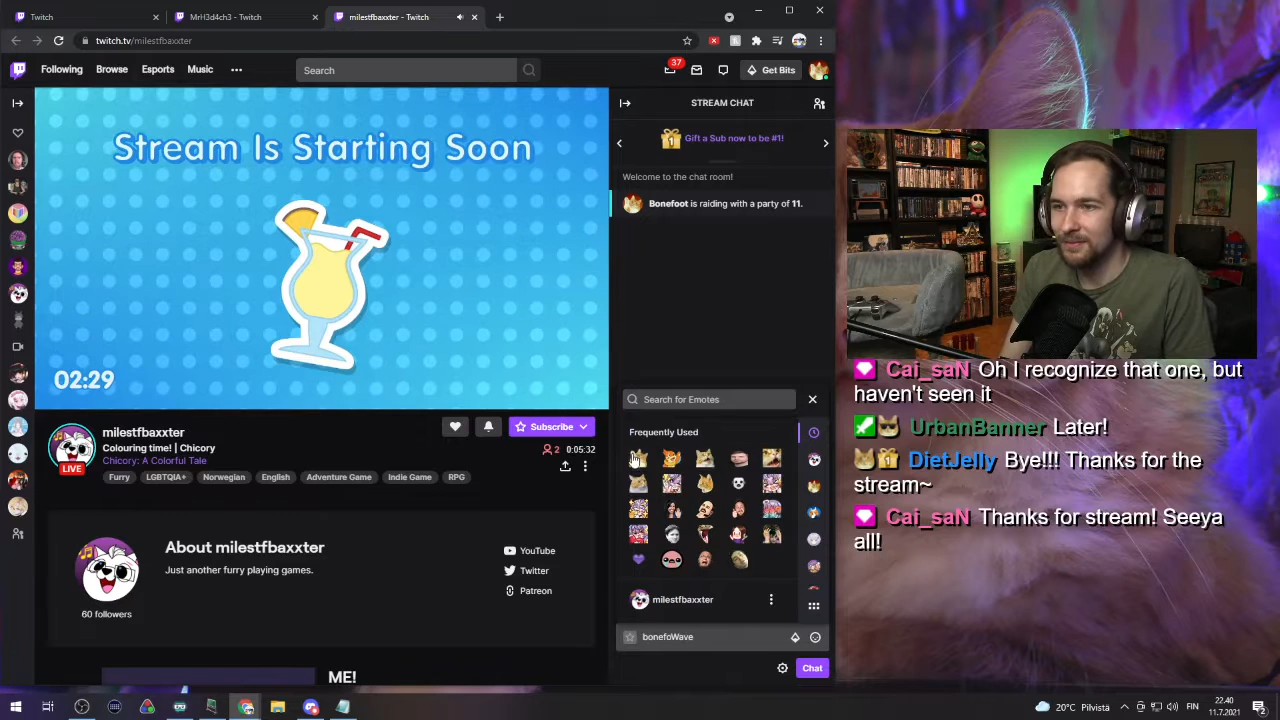 Twitch
MrH3d4ch3 - Twitch
milestfbaxxter - Twitch
twitch.tv/milestfbaxxter
Following
Browse
Esports
Music
Search
37
Get Bits
Stream Is Starting Soon
02:29
STREAM CHAT
1
Gift a Sub now to be #1!
Welcome to the chat room!
Bonefoot is raiding with a party of 11.
Search for Emotes
Frequently Used
milestfbaxxter
bonefoWave
Chat
LIVE
milestfbaxxter
Colouring time! | Chicory
Chicory: A Colorful Tale
Subscribe
2
0:05:32
Furry
LGBTQIA+
Norwegian
English
Adventure Game
Indie Game
RPG
About milestfbaxxter
Just another furry playing games.
60 followers
YouTube
Twitter
Patreon
ME!
Cai_saN Oh I recognize that one, but
haven't seen it
UrbanBanner Later!
1
DietJelly Bye!!! Thanks for the
stream~
Cai_saN Thanks for stream! Seeya
all!
20°C Pilvistä
FIN
22.40
11.7.2021
2